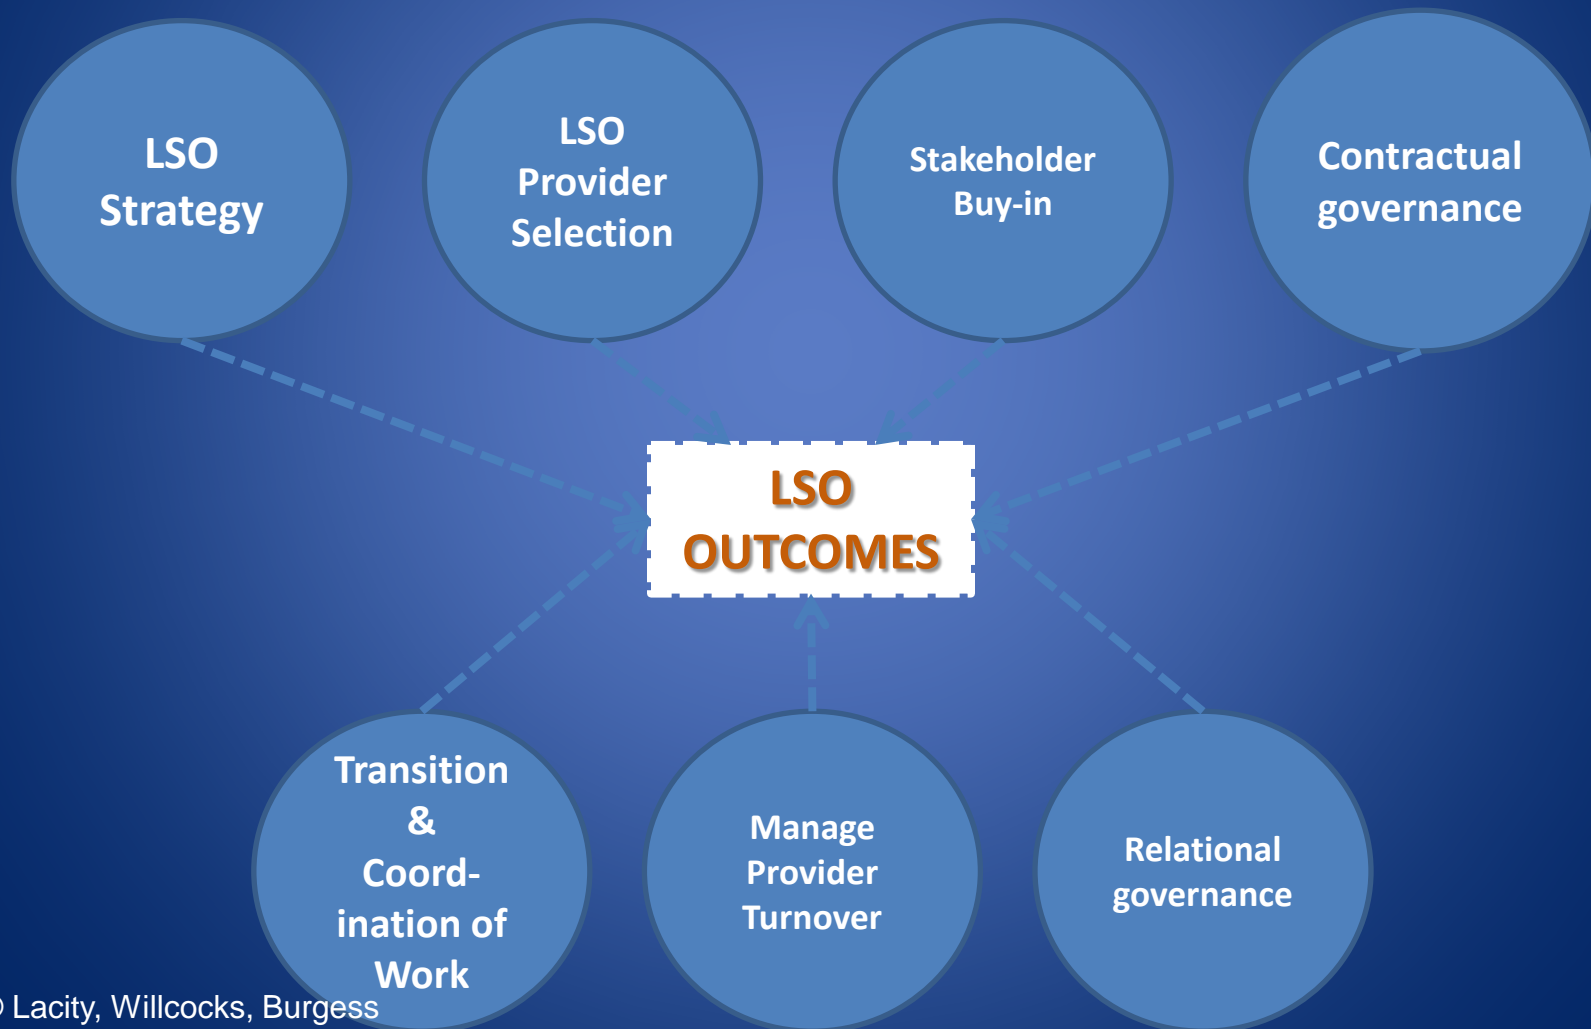 LSO
Strategy
LSO
Provider
Selection
Stakeholder
Buy-in
Contractual
governance
LSO
OUTCOMES
Transition
&
Coord-
ination of
Work
Manage
Provider
Turnover
Relational
governance
© Lacity, Willcocks, Burgess